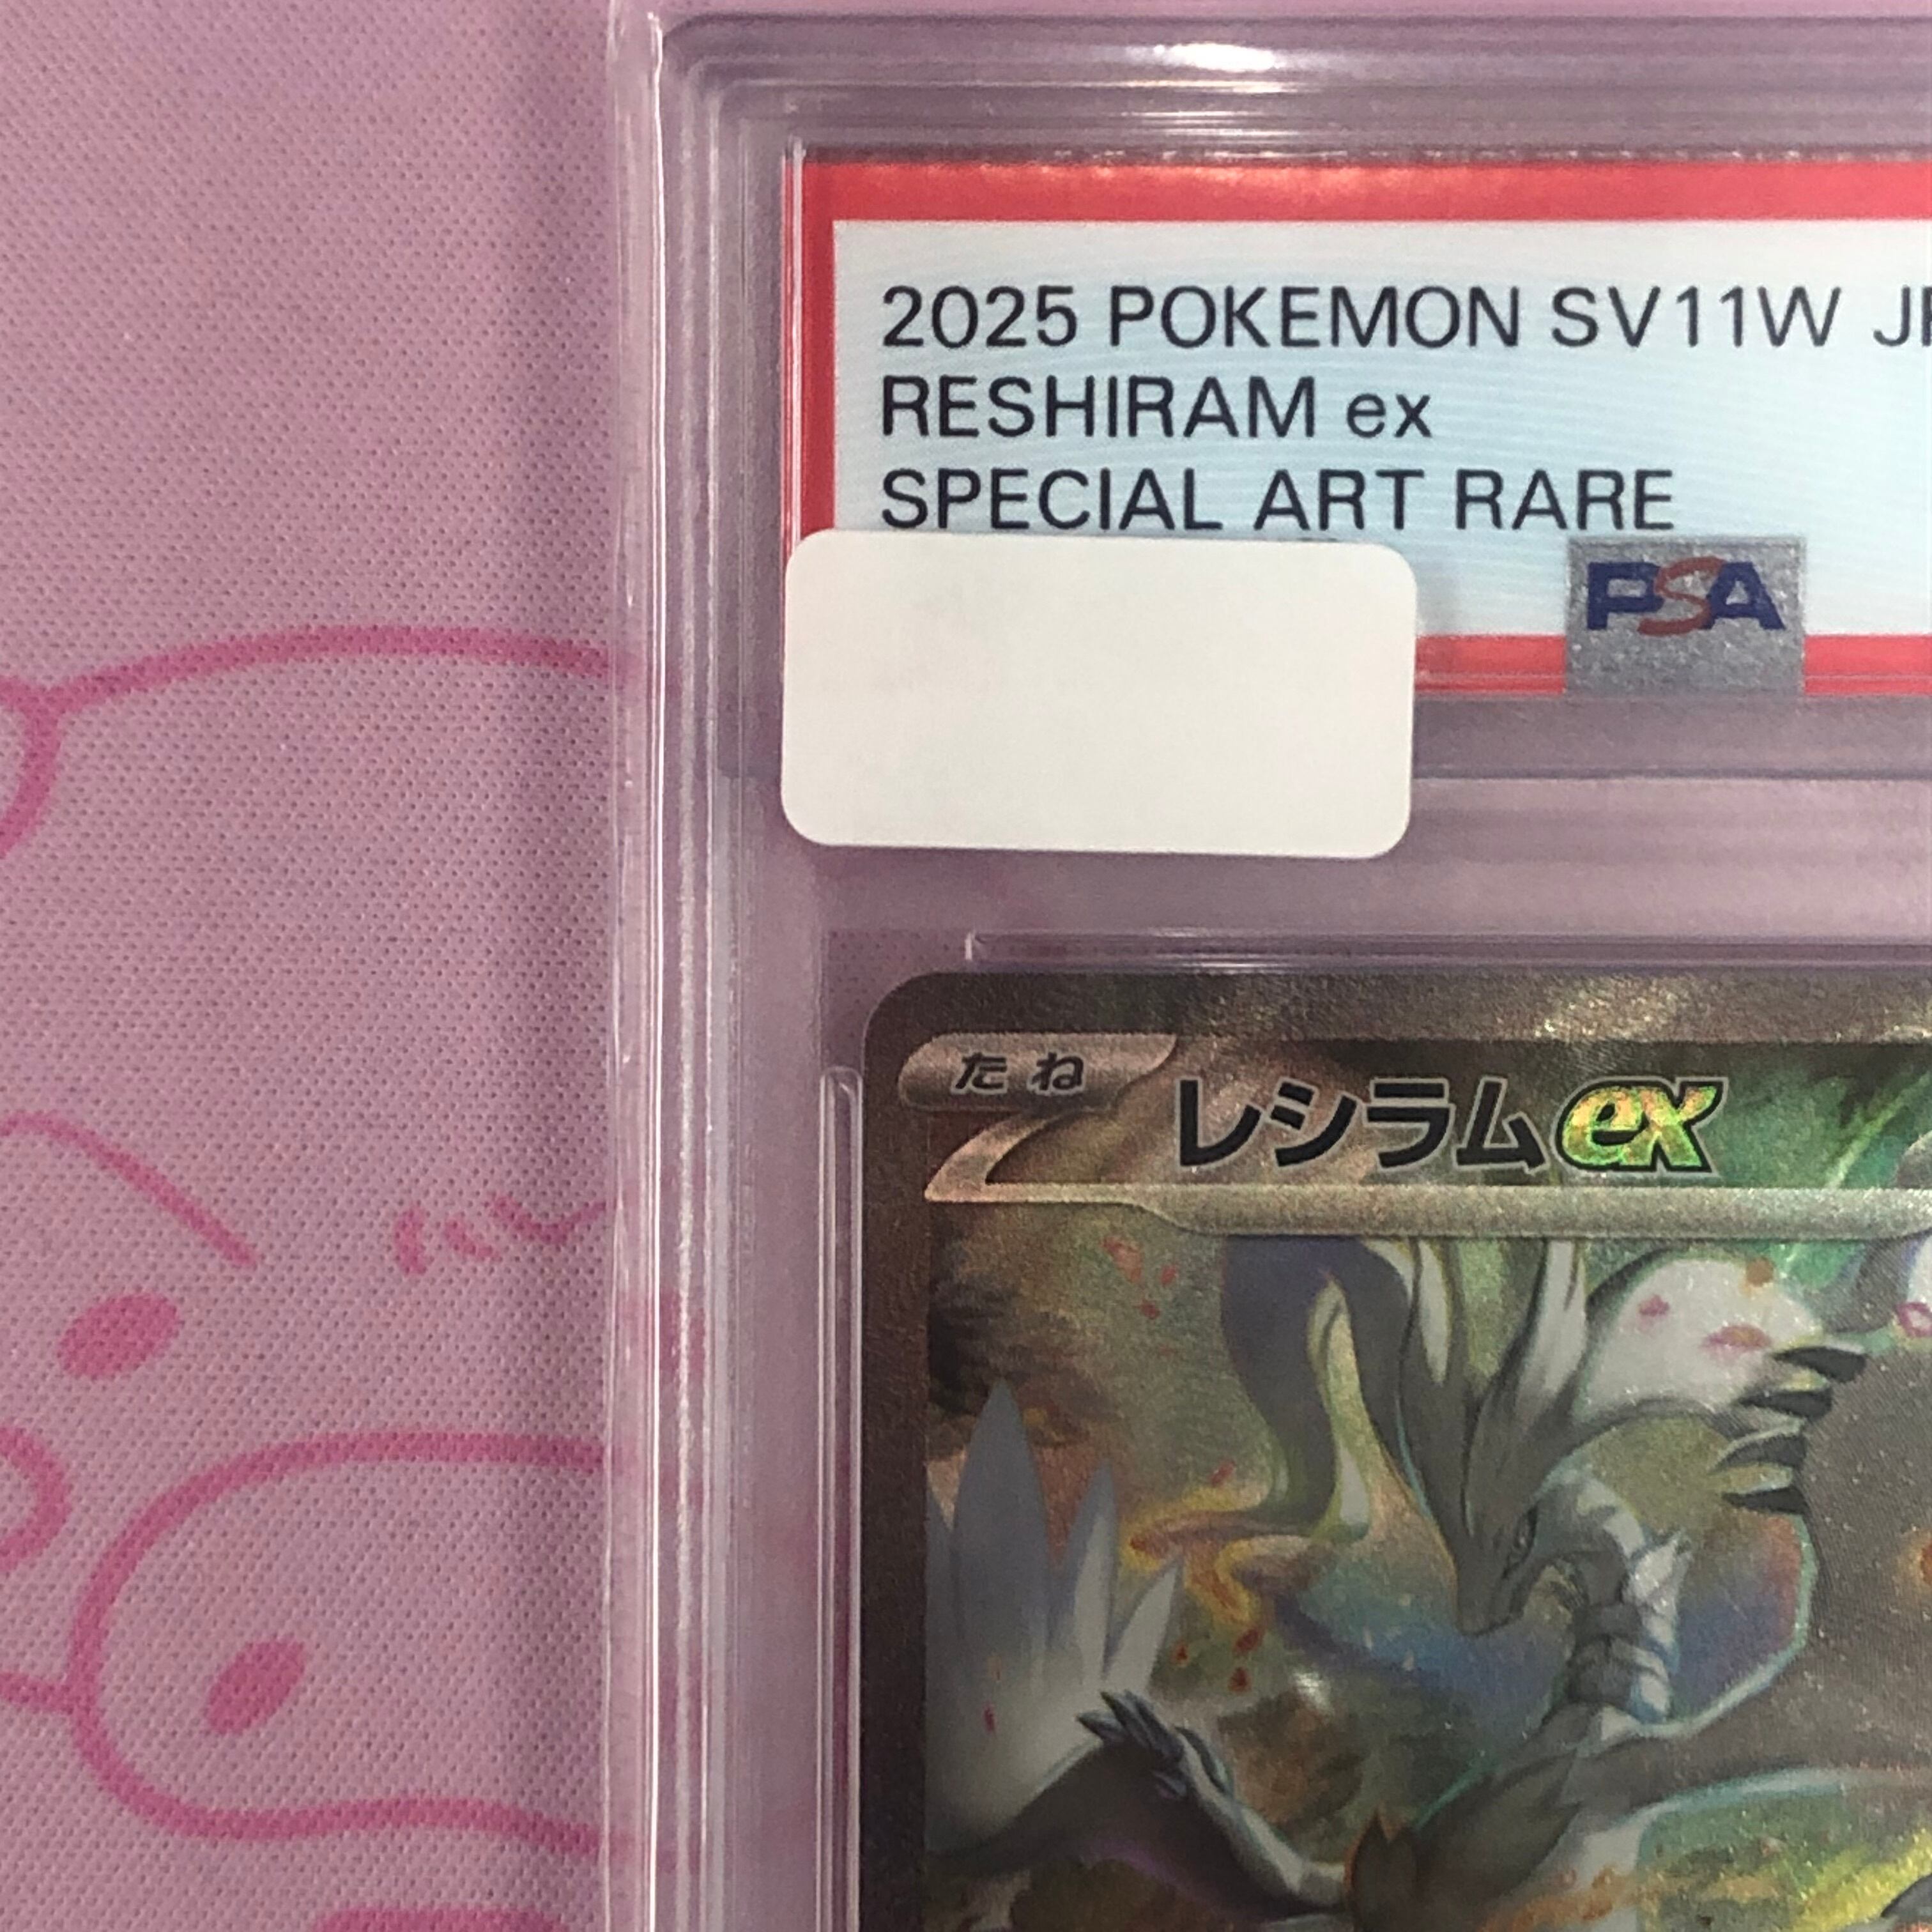 2025 POKEMON SV11W
RESHIRAM ex
SPECIAL ART RARE
PSA
たね
レシラムex